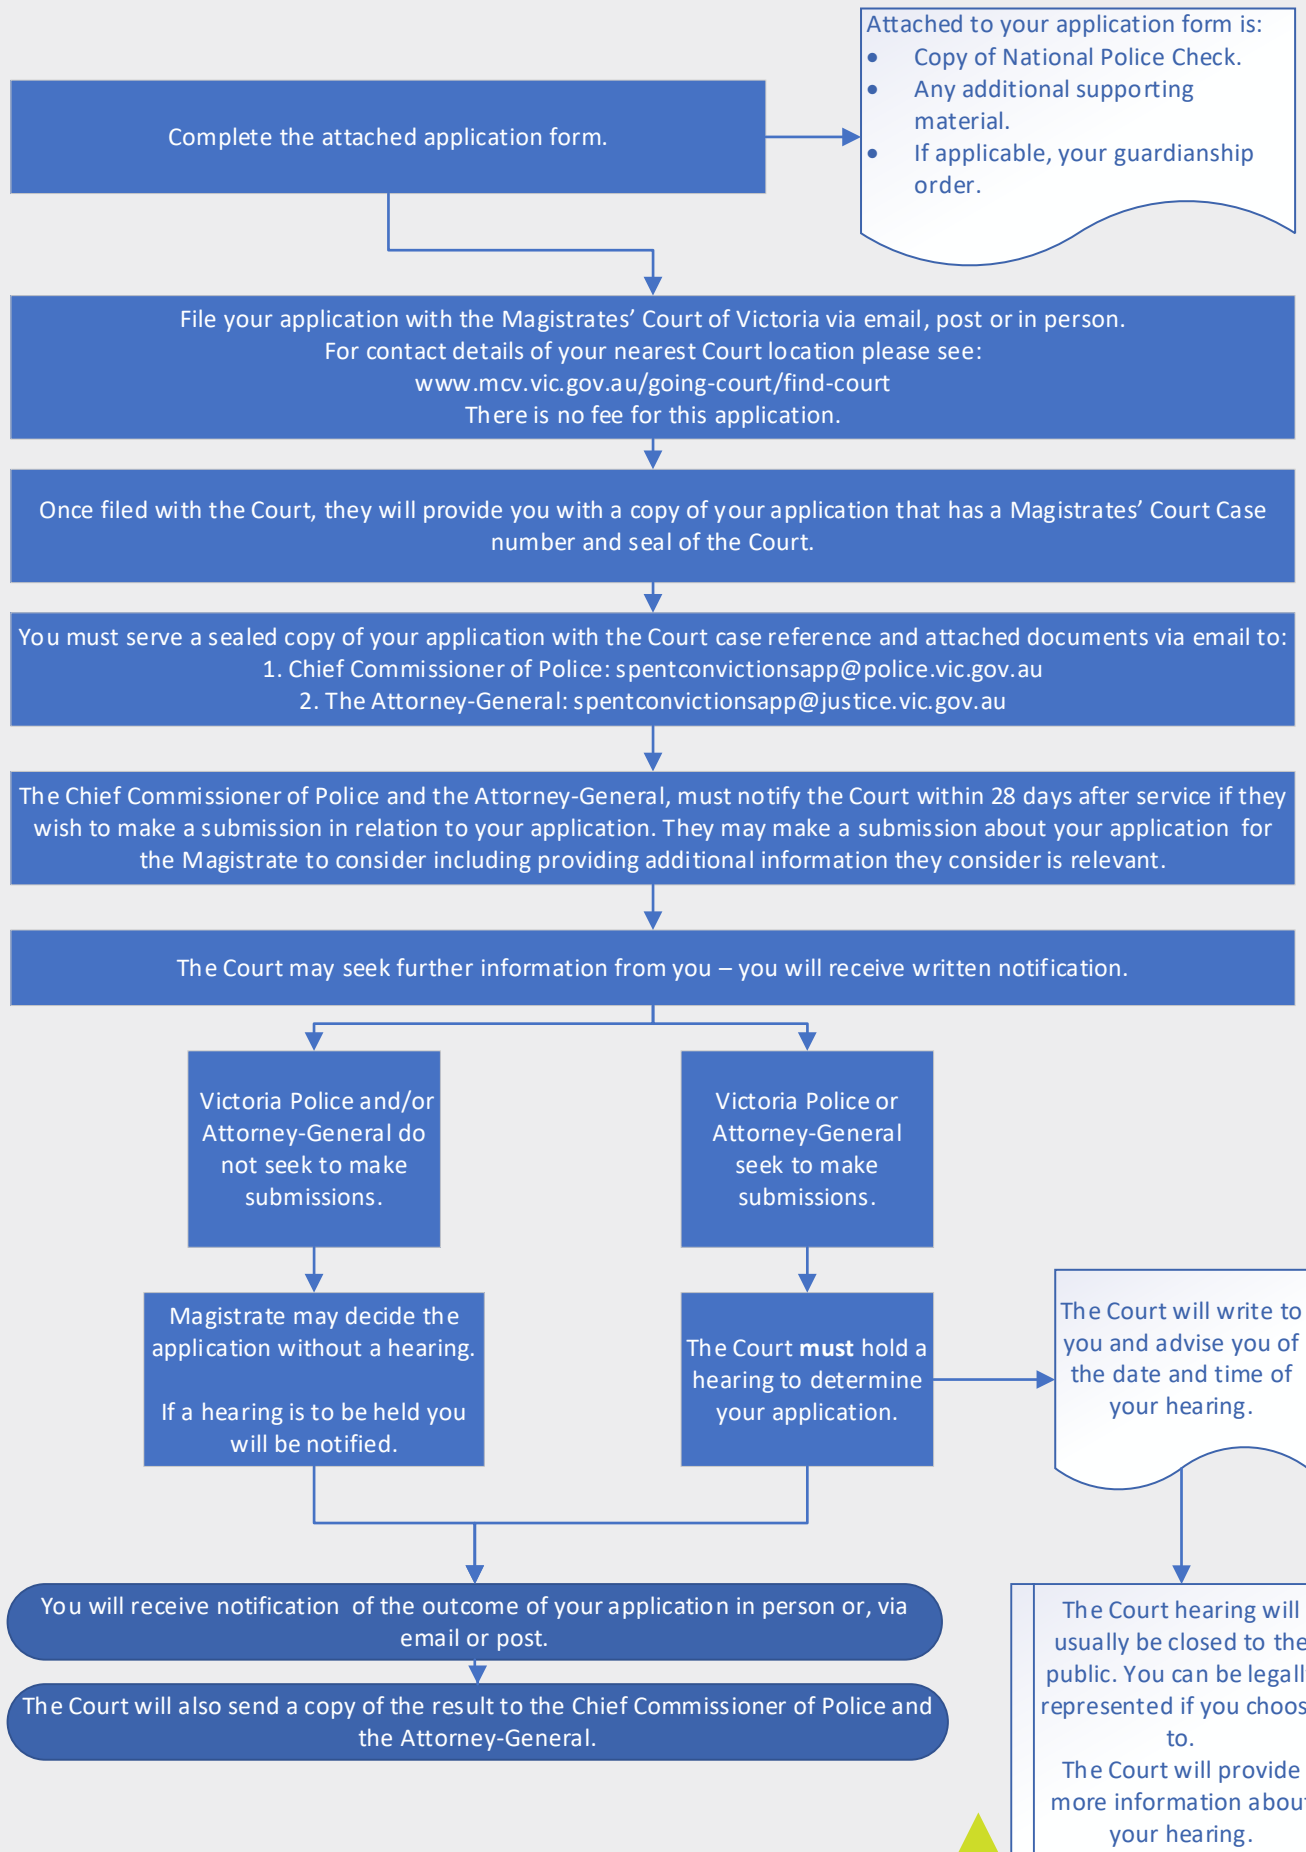 Attached to your application form is:
• Copy of National Police Check.
• Any additional supporting
material.
• If applicable, your guardianship
order.
Complete the attached application form.
File your application with the Magistrates’ Court of Victoria via email, post or in person.
For contact details of your nearest Court location please see:
www.mcv.vic.gov.au/going-court/find-court
There is no fee for this application.
Once filed with the Court, they will provide you with a copy of your application that has a Magistrates’ Court Case
number and seal of the Court.
You must serve a sealed copy of your application with the Court case reference and attached documents via email to:
1. Chief Commissioner of Police: spentconvictionsapp@police.vic.gov.au
2. The Attorney-General: spentconvictionsapp@justice.vic.gov.au
The Chief Commissioner of Police and the Attorney-General, must notify the Court within 28 days after service if they
wish to make a submission in relation to your application. They may make a submission about your application for
the Magistrate to consider including providing additional information they consider is relevant.
The Court may seek further information from you – you will receive written notification.
Victoria Police and/or
Attorney-General do
not seek to make
submissions.
Victoria Police or
Attorney-General
seek to make
submissions.
Magistrate may decide the
application without a hearing.
If a hearing is to be held you
will be notified.
The Court must hold a
hearing to determine
your application.
The Court will write to
you and advise you of
the date and time of
your hearing.
You will receive notification of the outcome of your application in person or, via
email or post.
The Court will also send a copy of the result to the Chief Commissioner of Police and
the Attorney-General.
The Court hearing will
usually be closed to the
public. You can be legall
represented if you choos
to.
The Court will provide
more information about
your hearing.